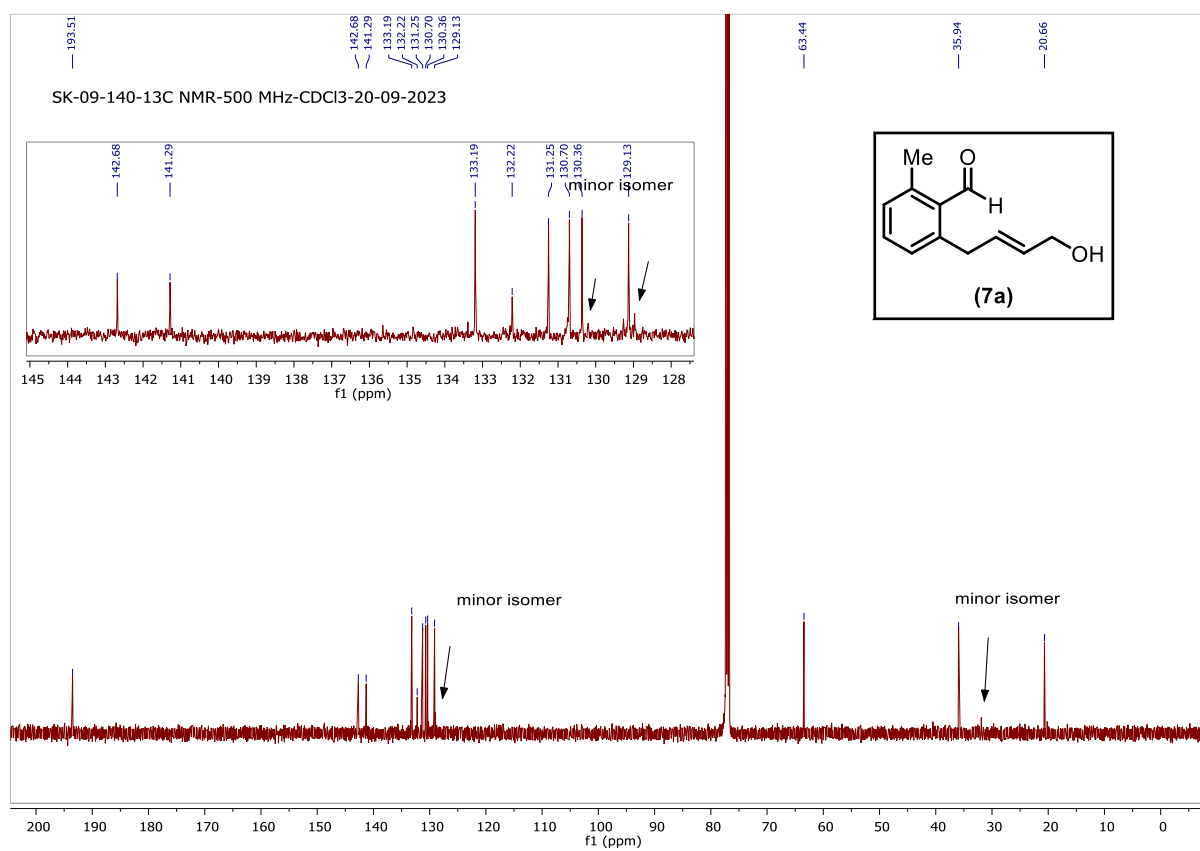 193.51 142.68 141.29 133.19 132.22 131.25 130.70 130.36 129.13 63.44 35.94 20.66
SK-09-140-13C NMR-500 MHz-CDCl3-20-09-2023
142.68 141.29 133.19 132.22 131.25 130.70 130.36 129.13
minor isomer
145 144 143 142 141 140 139 138 137 136 135 134 133 132 131 130 129 128
f1 (ppm)
Me
O
H
OH
(7a)
minor isomer
minor isomer
200 190 180 170 160 150 140 130 120 110 100 90 80 70 60 50 40 30 20 10 0
f1 (ppm)